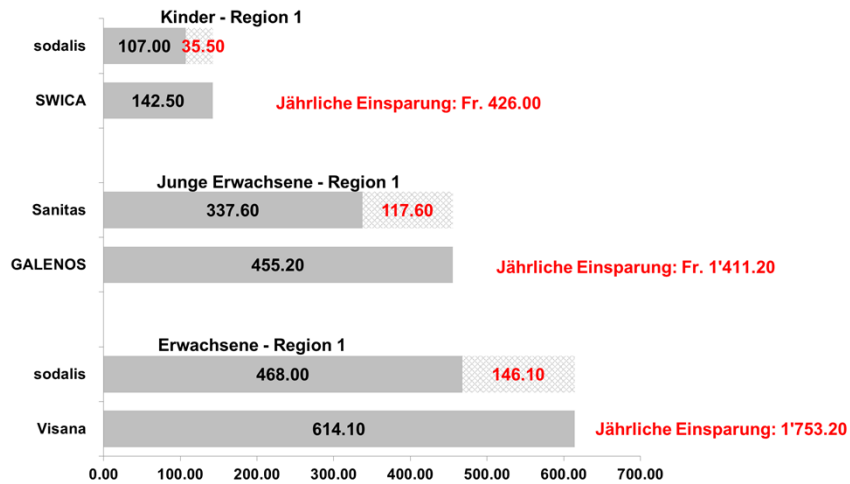 Kinder - Region 1
sodalis 107.00 35.50
SWICA 142.50 Jährliche Einsparung: Fr. 426.00
Junge Erwachsene - Region 1
Sanitas 337.60 117.60
GALENOS 455.20 Jährliche Einsparung: Fr. 1'411.20
Erwachsene - Region 1
sodalis 468.00 146.10
Visana 614.10 Jährliche Einsparung: 1'753.20
0.00 100.00 200.00 300.00 400.00 500.00 600.00 700.00